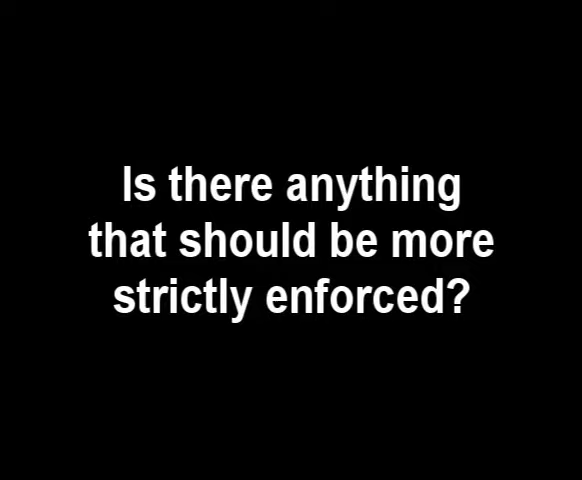 Is there anything
that should be more
strictly enforced?